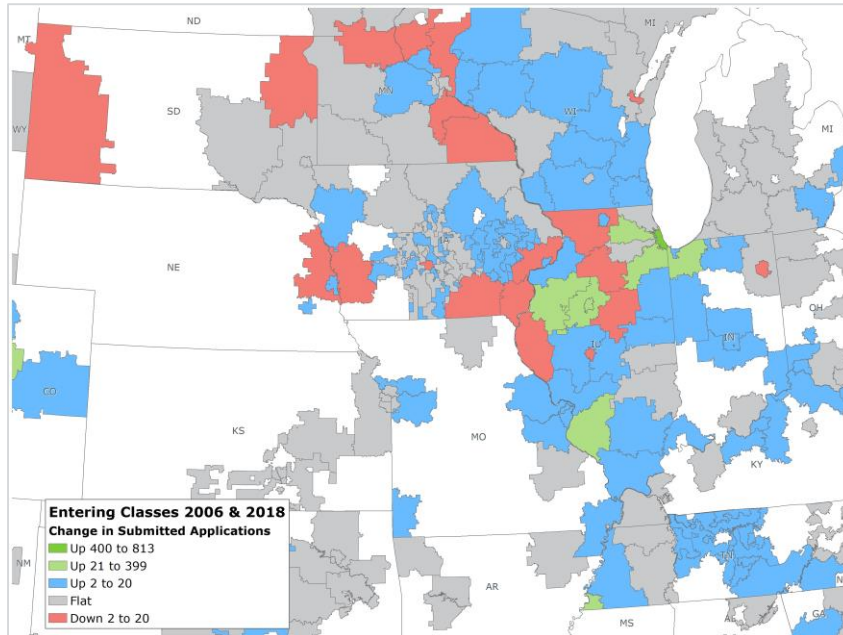 ND
MI
MT
MN
WI
SD
WY
MI
NE
OH
IN
IL
CO
KS
MO
KY
Entering Classes 2006 & 2018
Change in Submitted Applications
Up 400 to 813
Up 21 to 399
Up 2 to 20
Flat
Down 2 to 20
NM
AR
TN
MS
GA